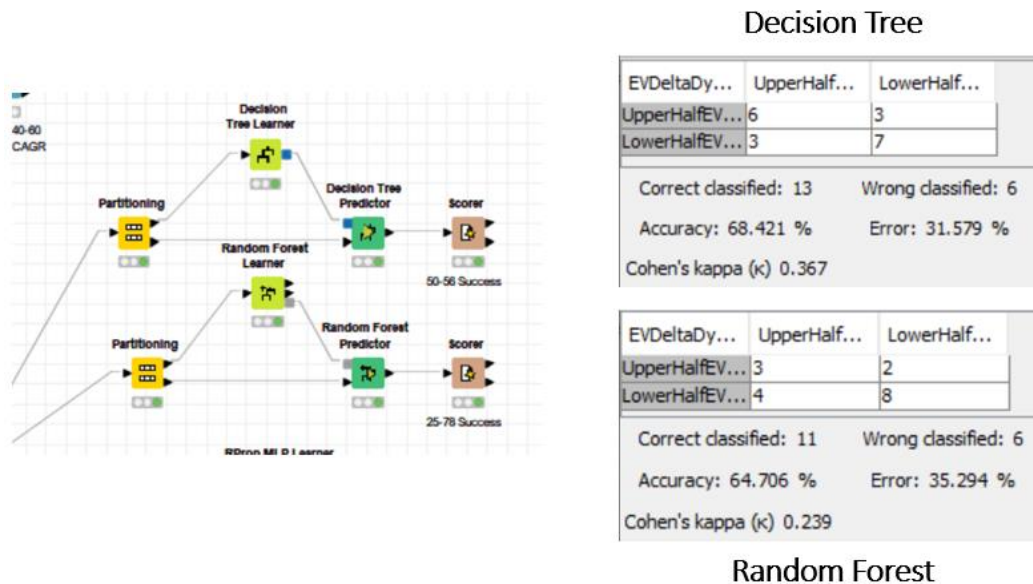 Decision Tree
40-60
CAGR
Decision
Tree Learner
Partitioning
Decision Tree
Predictor
Scorer
50-56 Success
Random Forest
Learner
Partitioning
Random Forest
Predictor
Scorer
25-78 Success
RProp MLP Learner
EVDeltaDy... UpperHalf... LowerHalf...
UpperHalfEV... 6 3
LowerHalfEV... 3 7
Correct classified: 13 Wrong classified: 6
Accuracy: 68.421 % Error: 31.579 %
Cohen's kappa (κ) 0.367
EVDeltaDy... UpperHalf... LowerHalf...
UpperHalfEV... 3 2
LowerHalfEV... 4 8
Correct classified: 11 Wrong classified: 6
Accuracy: 64.706 % Error: 35.294 %
Cohen's kappa (κ) 0.239
Random Forest